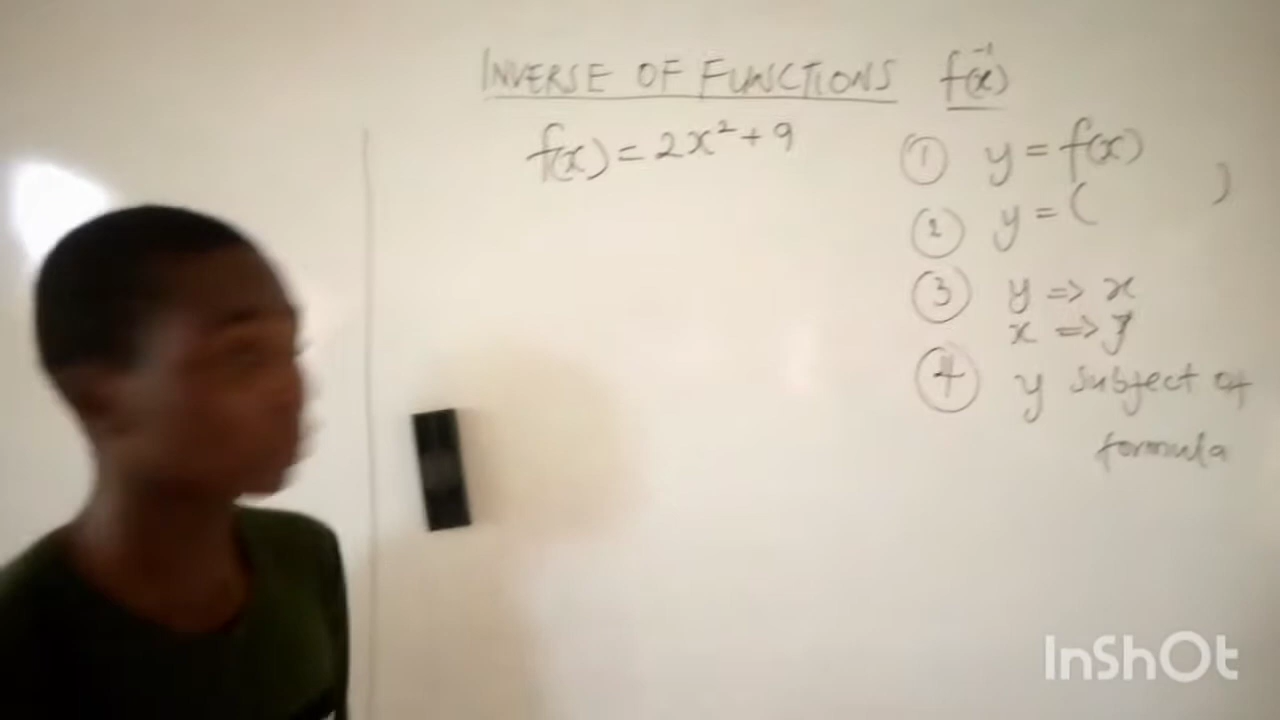 INVERSE OF FUNCTIONS f⁻¹(x)
f(x) = 2x² + 9
① y = f(x)
② y = ( )
③ y => x
x => y
④ y subject of
formula
InShOt